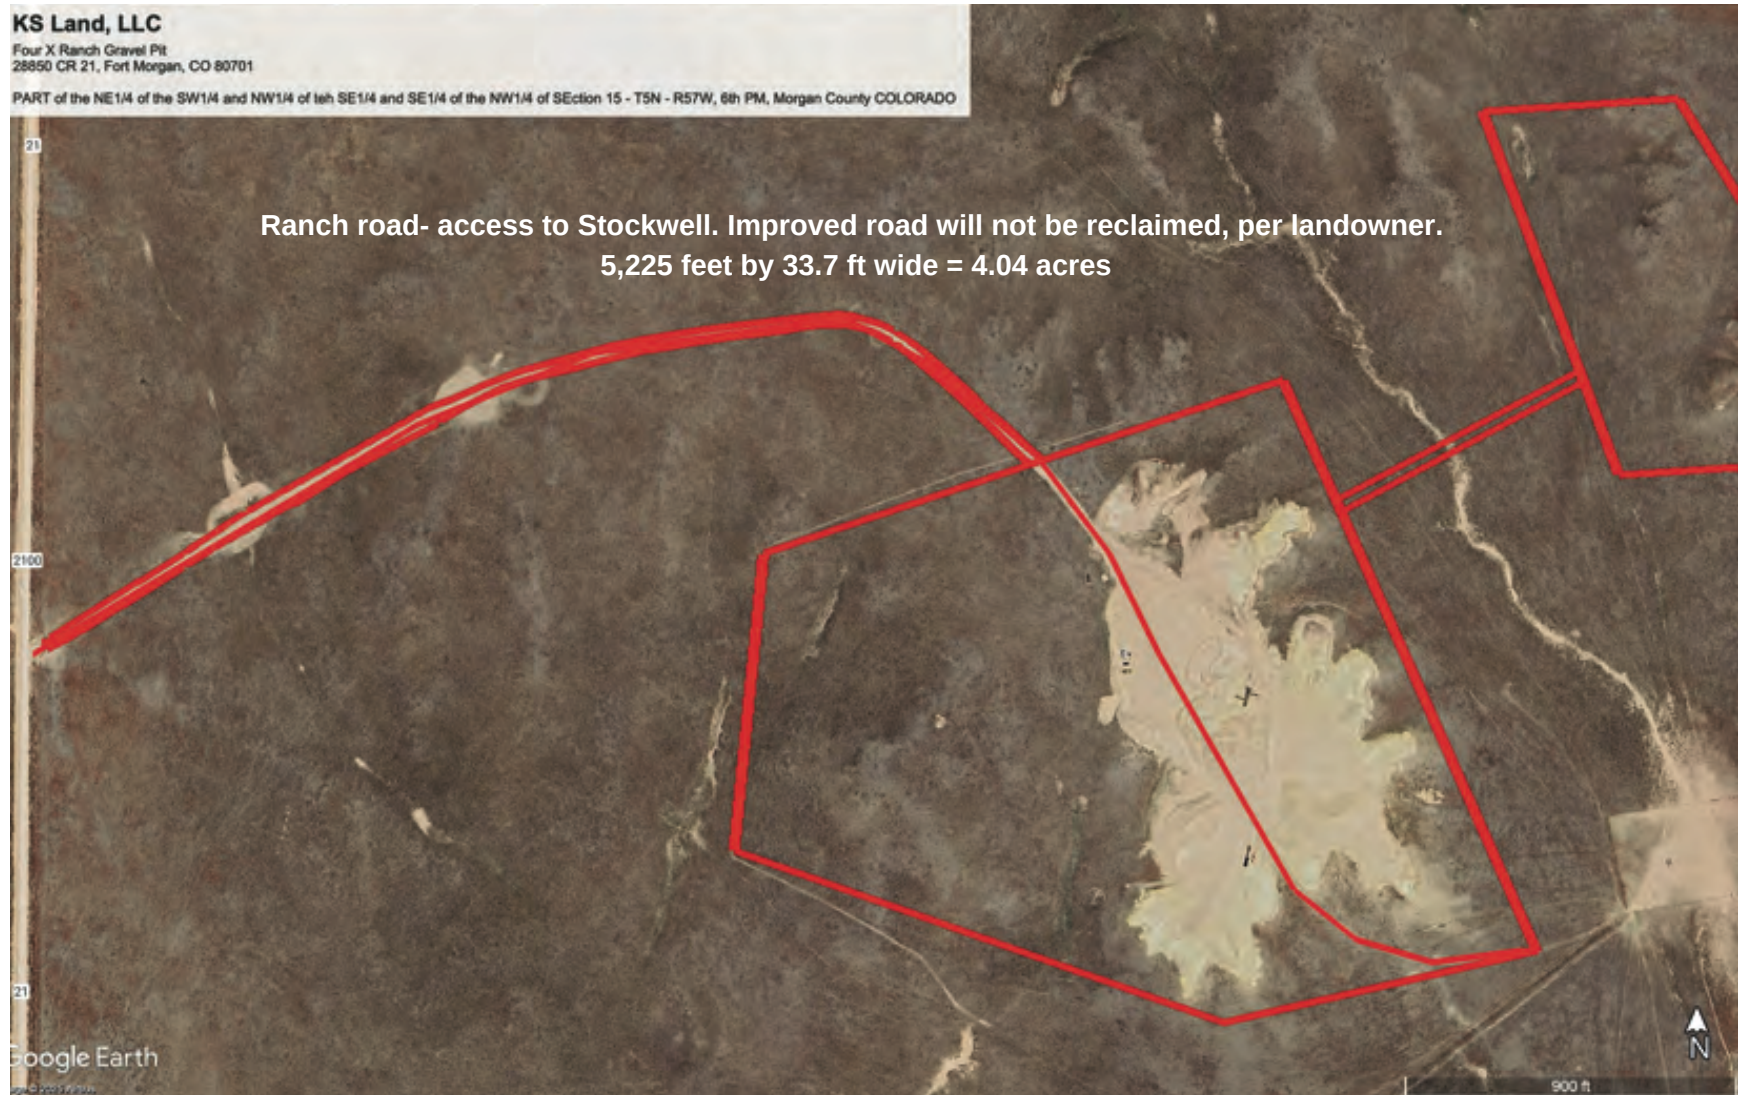 KS Land, LLC
Four X Ranch Gravel Pit
28850 CR 21, Fort Morgan, CO 80701
PART of the NE1/4 of the SW1/4 and NW1/4 of teh SE1/4 and SE1/4 of the NW1/4 of SEction 15 - T5N - R57W, 6th PM, Morgan County COLORADO
21
Ranch road- access to Stockwell. Improved road will not be reclaimed, per landowner.
5,225 feet by 33.7 ft wide = 4.04 acres
2100
21
Google Earth
N
900 ft